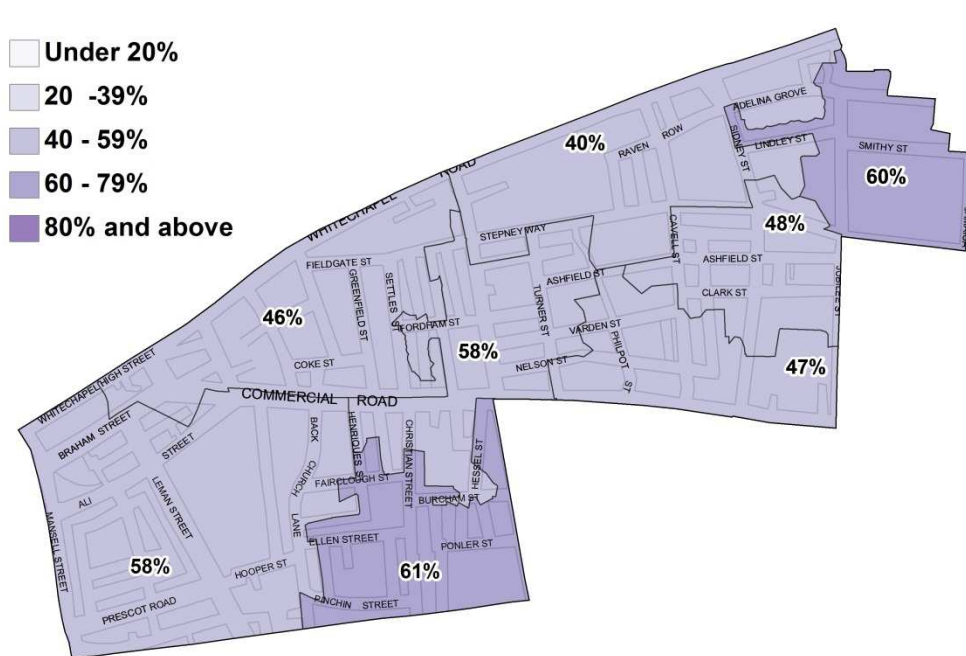 Under 20%
20 -39%
40 - 59%
60 - 79%
80% and above
ADELINA GROVE
WHITECHAPEL ROAD
40%
RAVEN ROW
SIDNEY ST
LINDLEY ST
SMITHY ST
60%
STEPNEY WAY
CAVELL ST
48%
FIELDGATE ST
GREENFIELD ST
SETTLES ST
ASHFIELD ST
ASHFIELD ST
JUBILEE ST
CLARK ST
TURNER ST
46%
FORDHAM ST
VARDEN ST
PHILPOT ST
58%
NELSON ST
47%
COKE ST
WHITECHAPEL HIGH STREET
COMMERCIAL ROAD
BRAHAM STREET
BACK CHURCH LANE
HENRIQUES S
CHRISTIAN STREET
HESSEL ST
ALI
STREET
LEMAN STREET
FAIRCLOUGH ST
BURCHAM ST
MANSELL STREET
ELLEN STREET
PONLER ST
58%
HOOPER ST
61%
PRESCOT ROAD
PINCHIN STREET